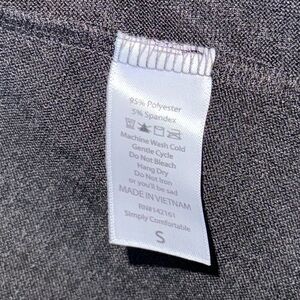 95% Polyester
5% Spandex
Machine Wash Cold
Gentle Cycle
Do Not Bleach
Hang Dry
Do Not Iron
or you'll be sad
MADE IN VIETNAM
RN#142161
Simply Comfortable
S